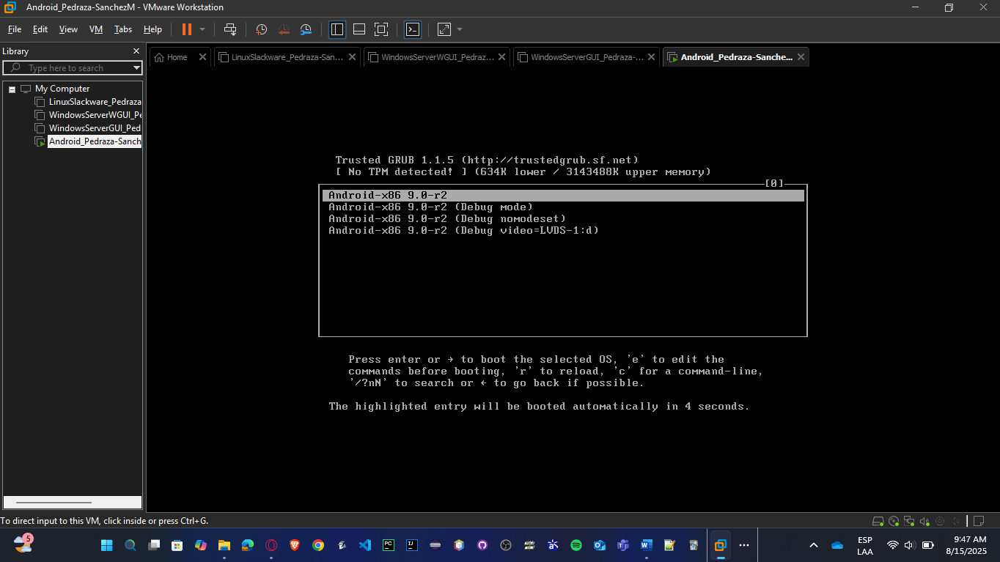 Android_Pedraza-SanchezM - VMware Workstation
File Edit View VM Tabs Help
Library
Type here to search
My Computer
LinuxSlackware_Pedraza
WindowsServerWGUI_Pe
WindowsServerGUI_Ped
Android_Pedraza-Sanch
Home
LinuxSlackware_Pedraza-San...
WindowsServerWGUI_Pedraz...
WindowsServerGUI_Pedraza-...
Android_Pedraza-Sanche...
Trusted GRUB 1.1.5 (http://trustedgrub.sf.net)
[ No TPM detected! ] (634K lower / 3143488K upper memory)
[0]
Android-x86 9.0-r2
Android-x86 9.0-r2 (Debug mode)
Android-x86 9.0-r2 (Debug nomodeset)
Android-x86 9.0-r2 (Debug video=LVDS-1:d)
Press enter or → to boot the selected OS, 'e' to edit the
commands before booting, 'r' to reload, 'c' for a command-line,
'/?nN' to search or ← to go back if possible.
The highlighted entry will be booted automatically in 4 seconds.
To direct input to this VM, click inside or press Ctrl+G.
5
ESP
LAA
9:47 AM
8/15/2025